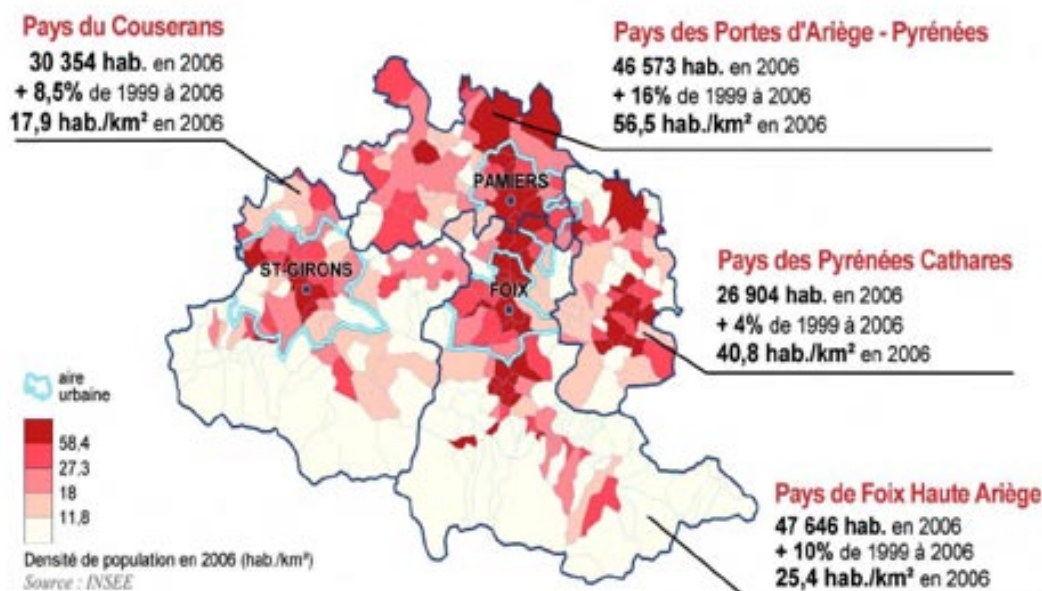 Pays du Couserans
30 354 hab. en 2006
+ 8,5% de 1999 à 2006
17,9 hab./km² en 2006
Pays des Portes d'Ariège - Pyrénées
46 573 hab. en 2006
+ 16% de 1999 à 2006
56,5 hab./km² en 2006
PAMIERS
ST-GIRONS
FOIX
Pays des Pyrénées Cathares
26 904 hab. en 2006
+ 4% de 1999 à 2006
40,8 hab./km² en 2006
aire
urbaine
58,4
27,3
18
11,8
Densité de population en 2006 (hab./km²)
Source : INSEE
Pays de Foix Haute Ariège
47 646 hab. en 2006
+ 10% de 1999 à 2006
25,4 hab./km² en 2006